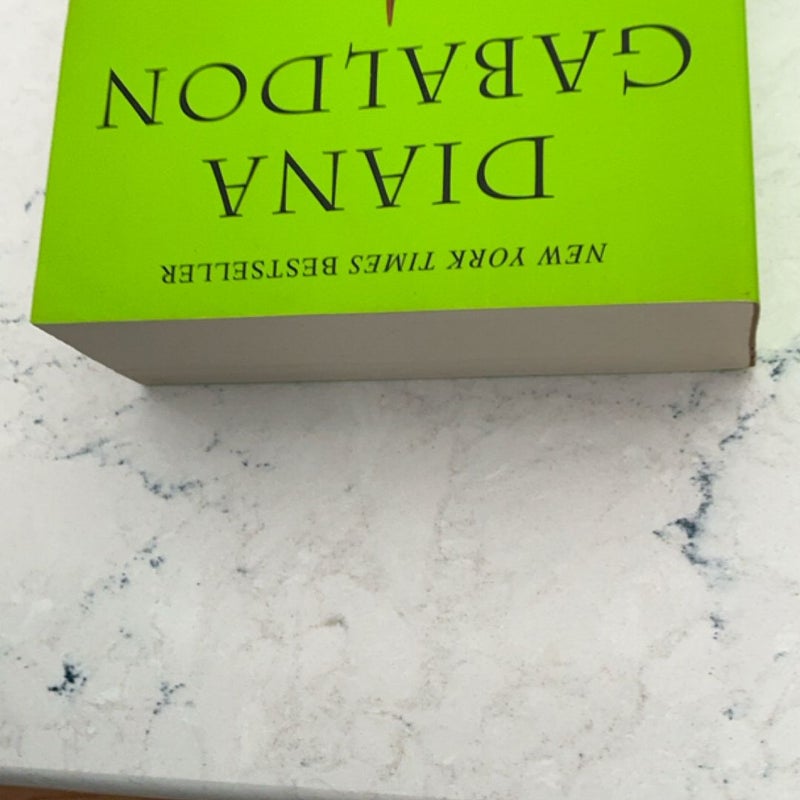 NEW YORK TIMES BESTSELLER
DIANA
GABALDON